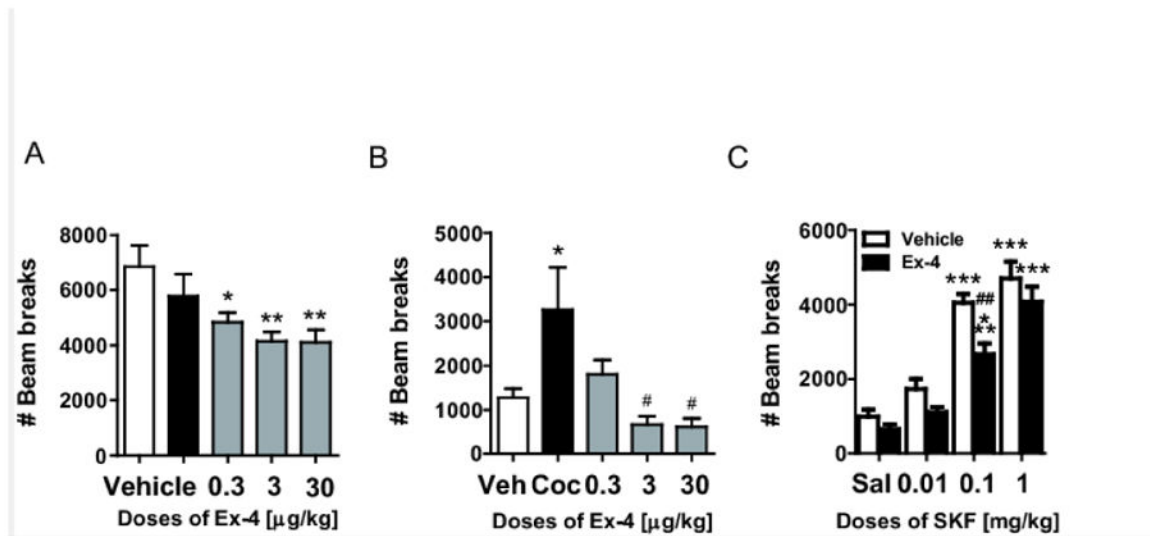 A
B
C
# Beam breaks
8000
6000
4000
2000
0
*
**
**
Vehicle 0.3 3 30
Doses of Ex-4 [μg/kg]
# Beam breaks
5000
4000
3000
2000
1000
0
*
#
#
Veh Coc 0.3 3 30
Doses of Ex-4 [μg/kg]
# Beam breaks
6000
4000
2000
0
Vehicle
Ex-4
***
##
*
**
***
***
Sal 0.01 0.1 1
Doses of SKF [mg/kg]